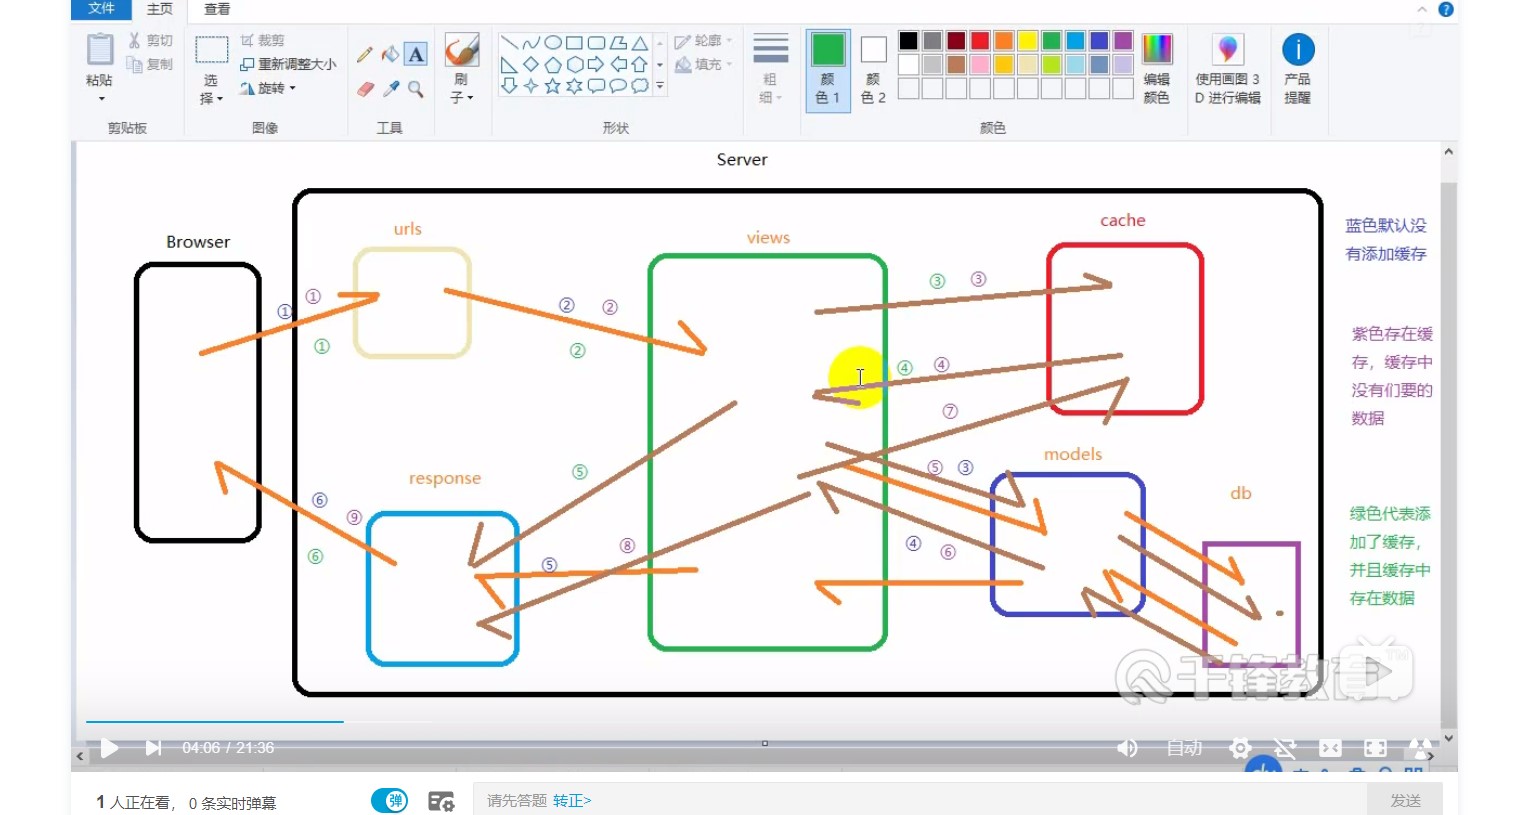 文件 主页 查看
剪切 裁剪 轮廓
复制 重新调整大小 填充
粘贴 选择 旋转 A 刷子 粗细 颜色 1 颜色 2 编辑颜色 使用画图 3D 进行编辑 产品提醒
剪贴板 图像 工具 形状 颜色
Server
Browser
urls
views
cache
response
models
db
① ① ①
② ② ②
③ ③
④ ④
⑦
⑤ ③
⑤
④ ⑥
⑧
⑤
⑥ ⑨
⑥
蓝色默认没
有添加缓存
紫色存在缓
存，缓存中
没有们要的
数据
绿色代表添
加了缓存，
并且缓存中
存在数据
千锋教育
TM
04:06 / 21:36 自动
1 人正在看， 0 条实时弹幕 弹 请先答题 转正> 发送